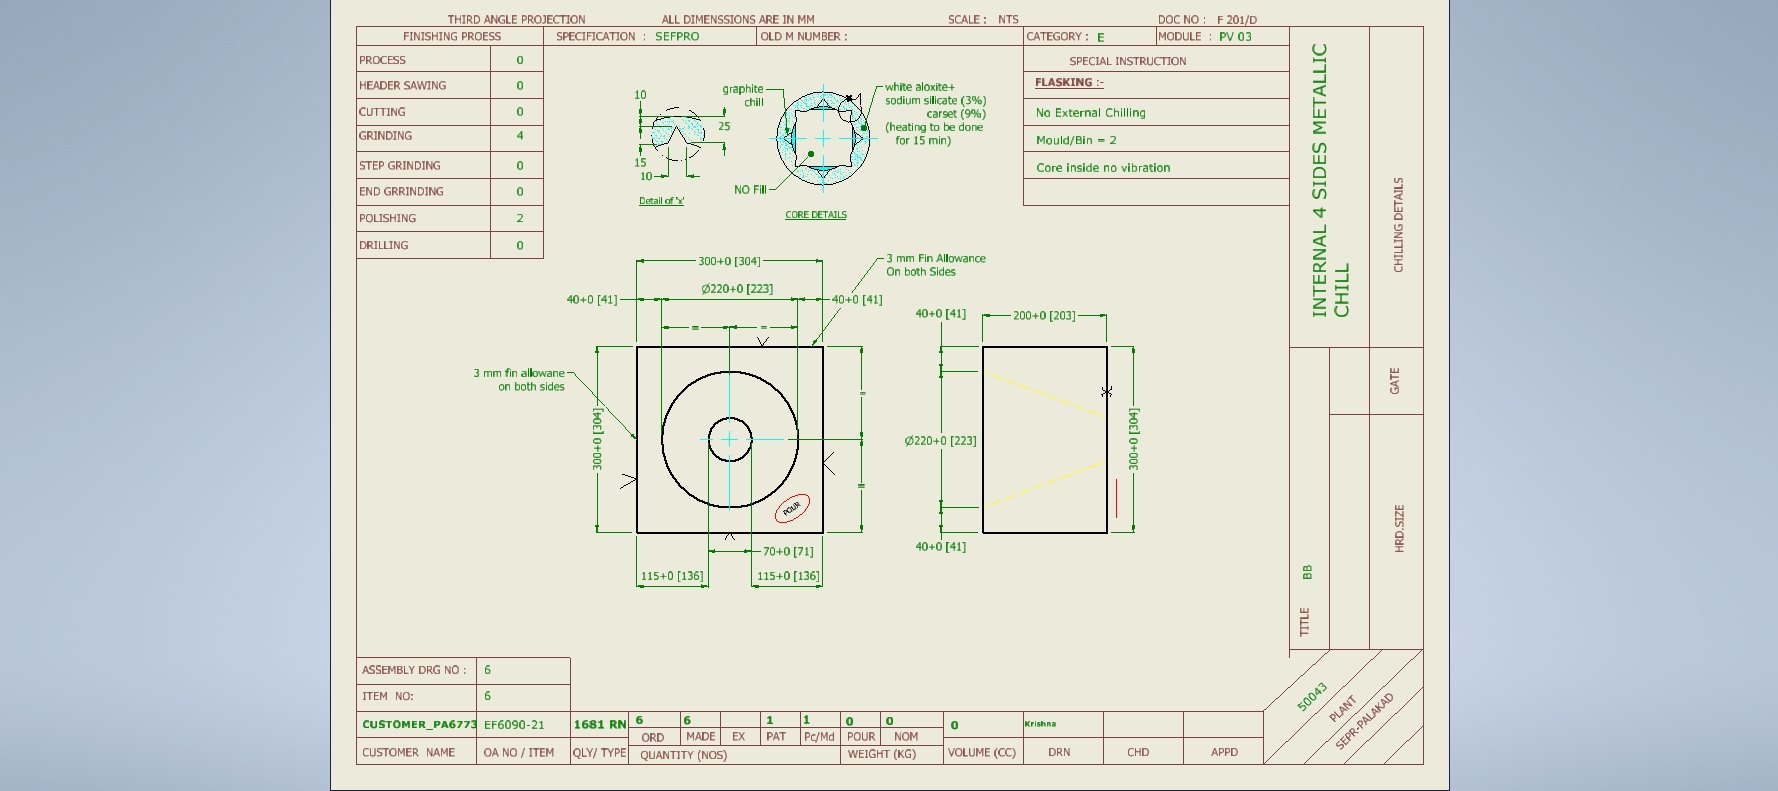 THIRD ANGLE PROJECTION ALL DIMENSSIONS ARE IN MM SCALE : NTS DOC NO : F 201/D
FINISHING PROESS SPECIFICATION : SEFPRO OLD M NUMBER : CATEGORY : E MODULE : PV 03
PROCESS 0
HEADER SAWING 0
CUTTING 0
GRINDING 4
STEP GRINDING 0
END GRRINDING 0
POLISHING 2
DRILLING 0
SPECIAL INSTRUCTION
FLASKING :-
No External Chilling
Mould/Bin = 2
Core inside no vibration
10
25
15
10
Detail of 'x'
graphite
chill
white aloxite+
sodium silicate (3%)
carset (9%)
(heating to be done
for 15 min)
NO Fill
CORE DETAILS
INTERNAL 4 SIDES METALLIC
CHILL
CHILLING DETAILS
GATE
HRD.SIZE
TITLE BB
300+0 [304]
3 mm Fin Allowance
On both Sides
Ø220+0 [223]
40+0 [41] 40+0 [41]
= =
3 mm fin allowane
on both sides
300+0 [304]
=
=
POUR
70+0 [71]
115+0 [136] 115+0 [136]
40+0 [41]
200+0 [203]
Ø220+0 [223]
300+0 [304]
40+0 [41]
ASSEMBLY DRG NO : 6
ITEM NO: 6
CUSTOMER_PA6773 EF6090-21 1681 RN 6 6 1 1 0 0 0 Krishna
ORD MADE EX PAT Pc/Md POUR NOM
CUSTOMER NAME OA NO / ITEM QLY/ TYPE QUANTITY (NOS) WEIGHT (KG) VOLUME (CC) DRN CHD APPD
50043
PLANT
SEPR-PALAKAD